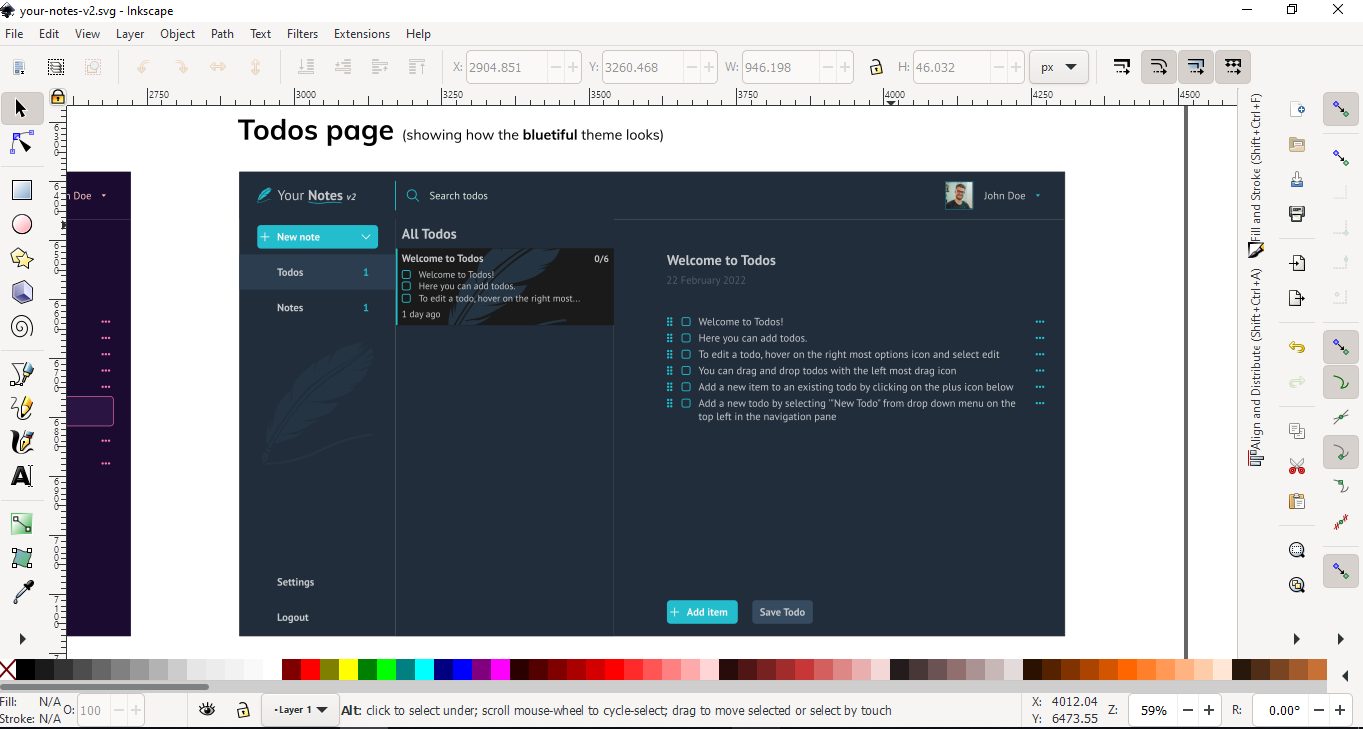 your-notes-v2.svg - Inkscape
File Edit View Layer Object Path Text Filters Extensions Help
X: 2904.851 Y: 3260.468 W: 946.198 H: 46.032 px
2750 3000 3250 3500 3750 4000 4250 4500
Todos page (showing how the bluetiful theme looks)
Doe
Your Notes v2
Search todos
John Doe
New note
All Todos
Todos 1
Notes 1
Welcome to Todos 0/6
Welcome to Todos!
Here you can add todos.
To edit a todo, hover on the right most...
1 day ago
Welcome to Todos
22 February 2022
Welcome to Todos!
Here you can add todos.
To edit a todo, hover on the right most options icon and select edit
You can drag and drop todos with the left most drag icon
Add a new item to an existing todo by clicking on the plus icon below
Add a new todo by selecting '"New Todo" from drop down menu on the
top left in the navigation pane
Settings
Logout
Add item
Save Todo
Fill and Stroke (Shift+Ctrl+F)
Align and Distribute (Shift+Ctrl+A)
Fill: N/A
Stroke: N/A
O: 100
Layer 1
Alt: click to select under; scroll mouse-wheel to cycle-select; drag to move selected or select by touch
X: 4012.04
Y: 6473.55
Z: 59%
R: 0.00°